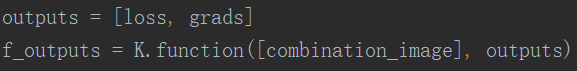 outputs = [loss, grads]
f_outputs = K.function([combination_image], outputs)